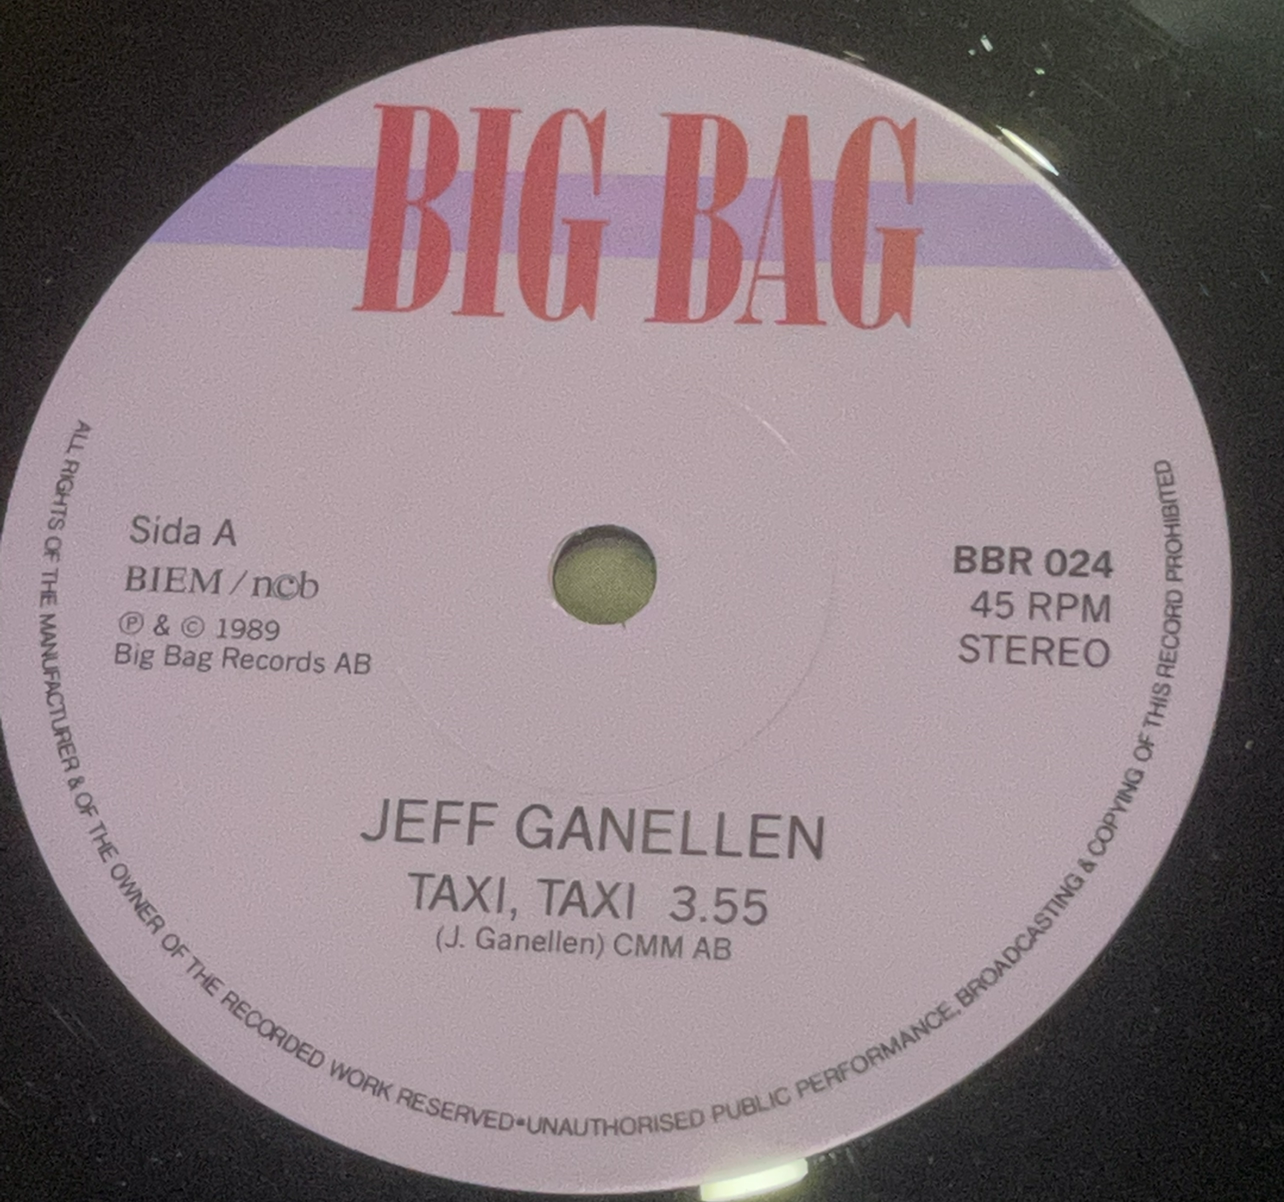 BIG BAG
Sida A
BIEM/ncb
℗ & © 1989
Big Bag Records AB
BBR 024
45 RPM
STEREO
JEFF GANELLEN
TAXI, TAXI 3.55
(J. Ganellen) CMM AB
ALL RIGHTS OF THE MANUFACTURER & OF THE OWNER OF THE RECORDED WORK RESERVED•UNAUTHORISED PUBLIC PERFORMANCE, BROADCASTING & COPYING OF THIS RECORD PROHIBITED